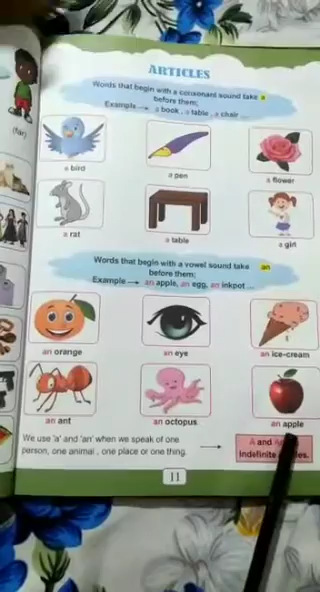 ARTICLES
Words that begin with a consonant sound take a
before them;
Example → a book , a table , a chair ...
(far)
a bird
a pen
a flower
a rat
a table
a girl
Words that begin with a vowel sound take an
before them;
Example → an apple, an egg, an inkpot ...
an orange
an eye
an ice-cream
an ant
an octopus
an apple
We use 'a' and 'an' when we speak of one
person, one animal , one place or one thing.
A and
Indefinite
11